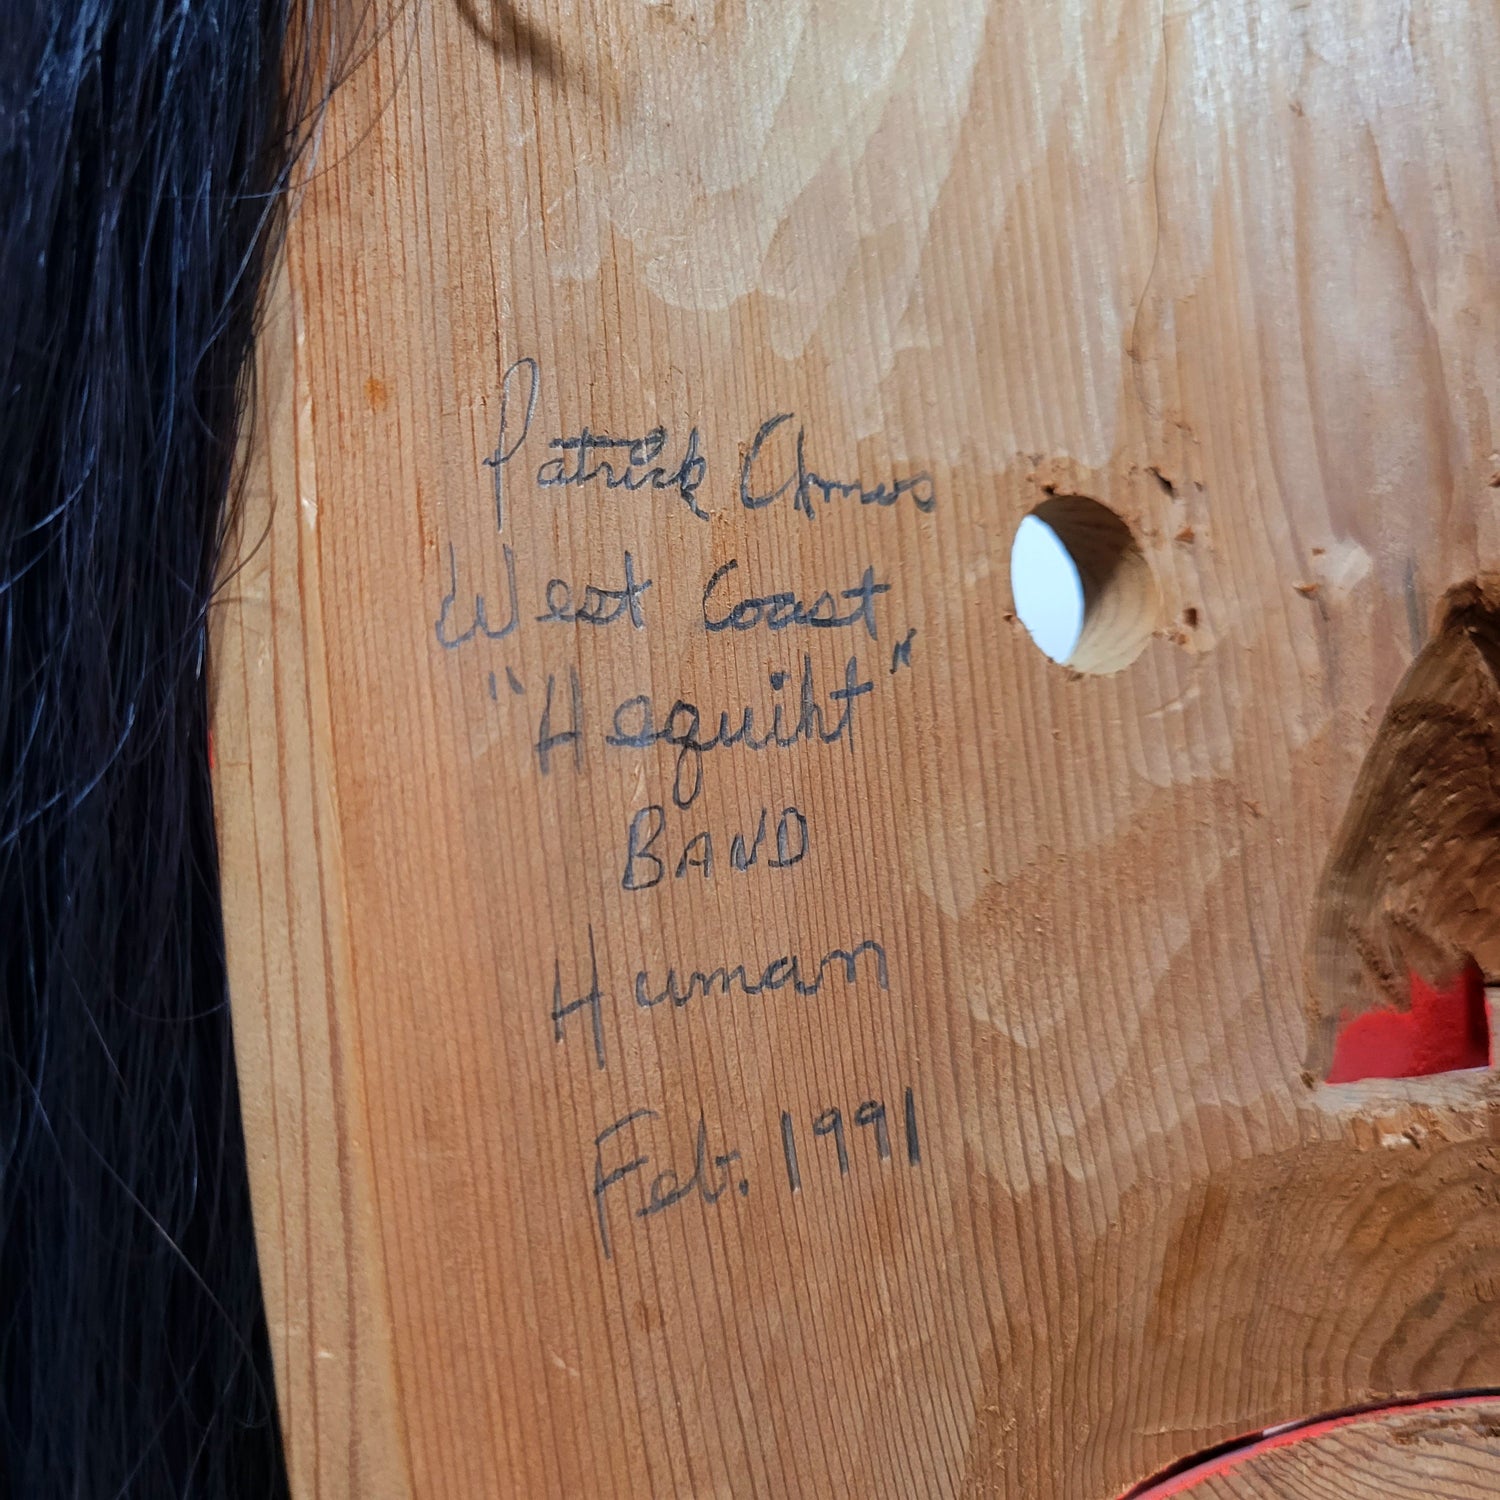 Patrick Amos
West Coast
"Hequiht"
BAND
Human
Feb. 1991